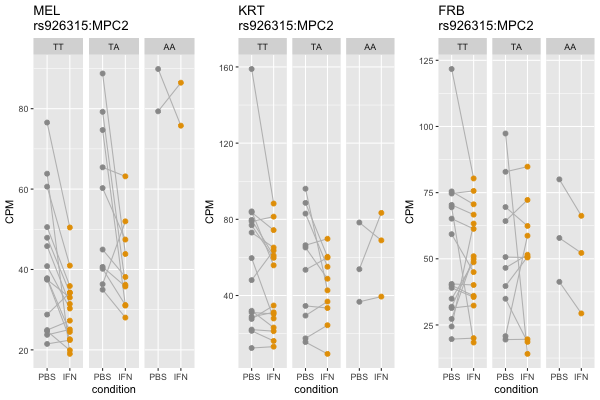 MEL
rs926315:MPC2
TT TA AA
CPM
80
60
40
20
PBS IFN PBS IFN PBS IFN
condition
KRT
rs926315:MPC2
TT TA AA
CPM
160
120
80
40
PBS IFN PBS IFN PBS IFN
condition
FRB
rs926315:MPC2
TT TA AA
CPM
125
100
75
50
25
PBS IFN PBS IFN PBS IFN
condition